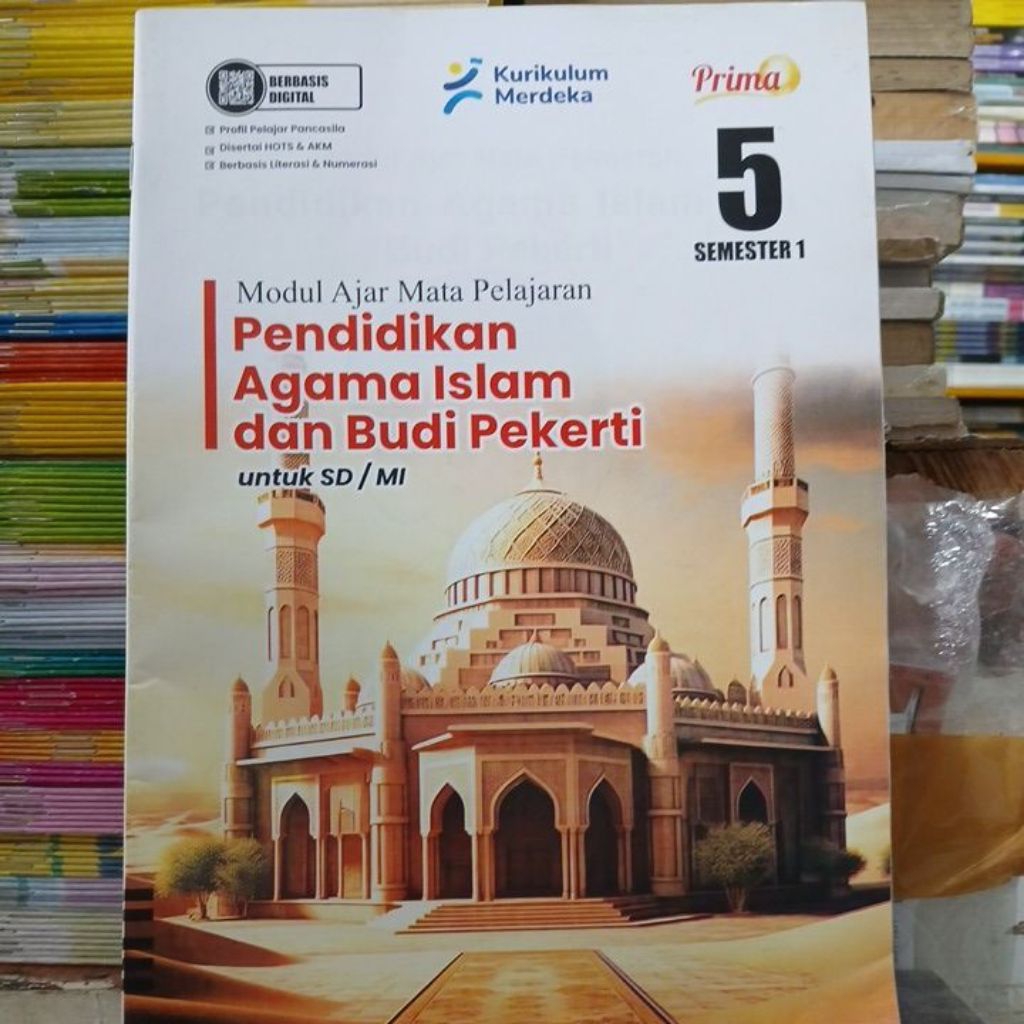 BERBASIS
DIGITAL
Profil Pelajar Pancasila
Disertai HOTS & AKM
Berbasis Literasi & Numerasi
Kurikulum
Merdeka
Prima
5
SEMESTER 1
Modul Ajar Mata Pelajaran
Pendidikan
Agama Islam
dan Budi Pekerti
untuk SD / MI